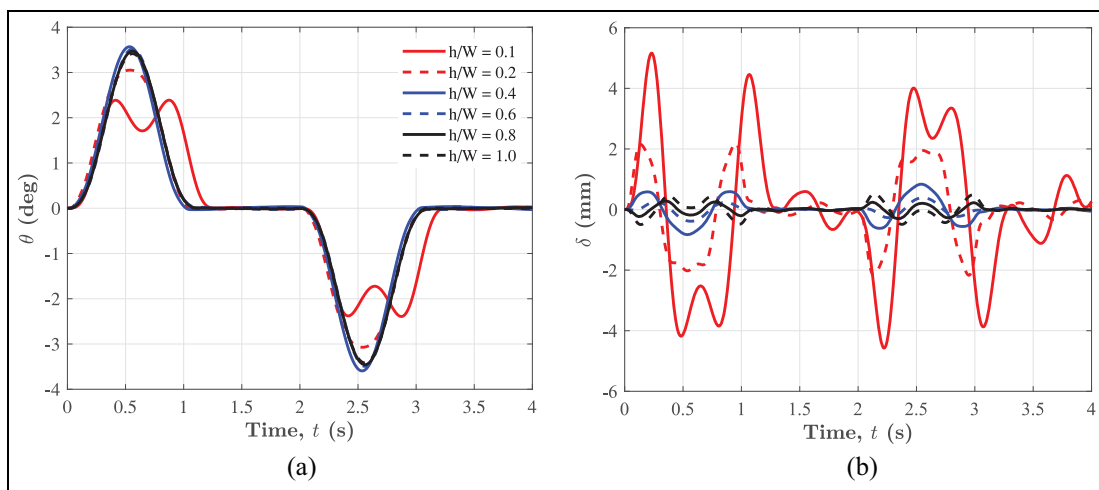 4
3
2
1
0
-1
-2
-3
-4
θ (deg)
h/W = 0.1
h/W = 0.2
h/W = 0.4
h/W = 0.6
h/W = 0.8
h/W = 1.0
0 0.5 1 1.5 2 2.5 3 3.5 4
Time, t (s)
(a)
6
4
2
0
-2
-4
-6
δ (mm)
0 0.5 1 1.5 2 2.5 3 3.5 4
Time, t (s)
(b)